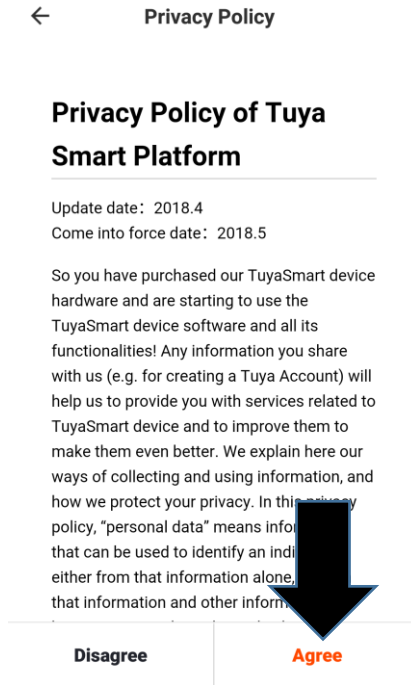 Privacy Policy
Privacy Policy of Tuya
Smart Platform
Update date：2018.4
Come into force date：2018.5
So you have purchased our TuyaSmart device
hardware and are starting to use the
TuyaSmart device software and all its
functionalities! Any information you share
with us (e.g. for creating a Tuya Account) will
help us to provide you with services related to
TuyaSmart device and to improve them to
make them even better. We explain here our
ways of collecting and using information, and
how we protect your privacy. In this privacy
policy, “personal data” means
that can be used to identify an
either from that information alone,
that information and other
Disagree
Agree